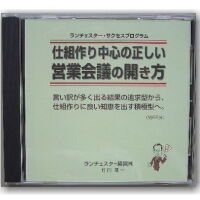 ランチェスター・サクセスプログラム
仕組作り中心の正しい
営業会議の開き方
言い訳が多く出る結果の追求型から、
仕組作りに良い知恵を出す積極型へ。
ランチェスター経営㈱
竹田陽一